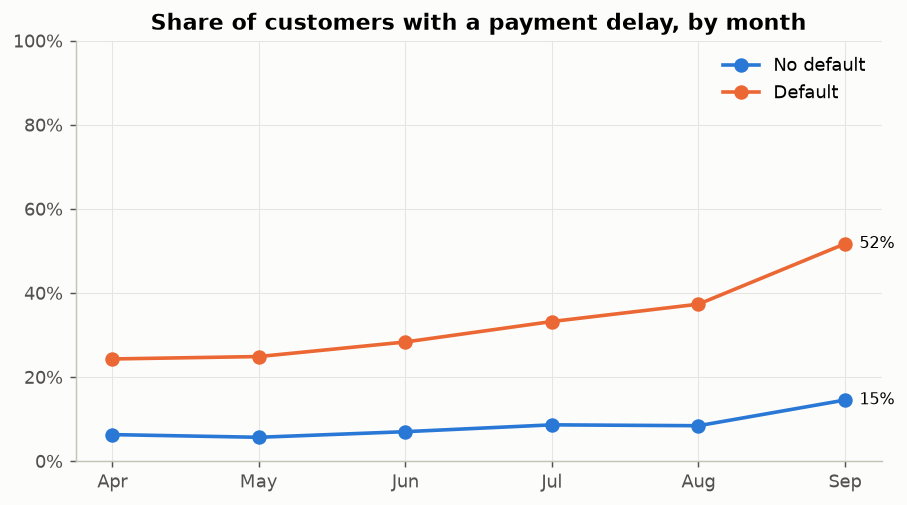 Share of customers with a payment delay, by month
100%
80%
60%
40%
20%
0%
No default
Default
52%
15%
Apr May Jun Jul Aug Sep